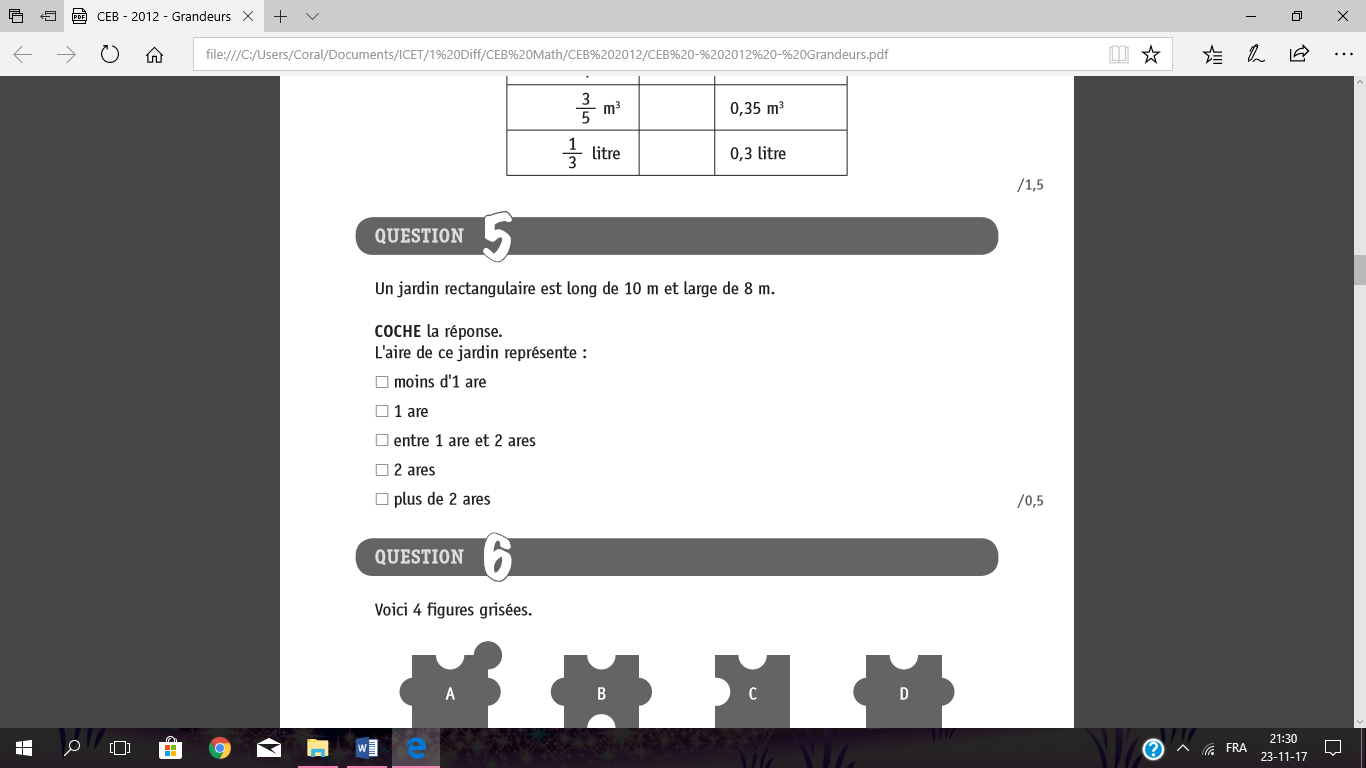 CEB - 2012 - Grandeurs.
file:///C:/Users/Coral/Documents/ICET/1%20Diff/CEB%20Math/CEB%202012/CEB%20-%202012%20-%20Grandeurs.pdf
3/5 m³ 0,35 m³
1/3 litre 0,3 litre
/1,5
QUESTION 5
Un jardin rectangulaire est long de 10 m et large de 8 m.
COCHE la réponse.
L'aire de ce jardin représente :
moins d'1 are
1 are
entre 1 are et 2 ares
2 ares
plus de 2 ares
/0,5
QUESTION 6
Voici 4 figures grisées.
A B C D
FRA
21:30
23-11-17